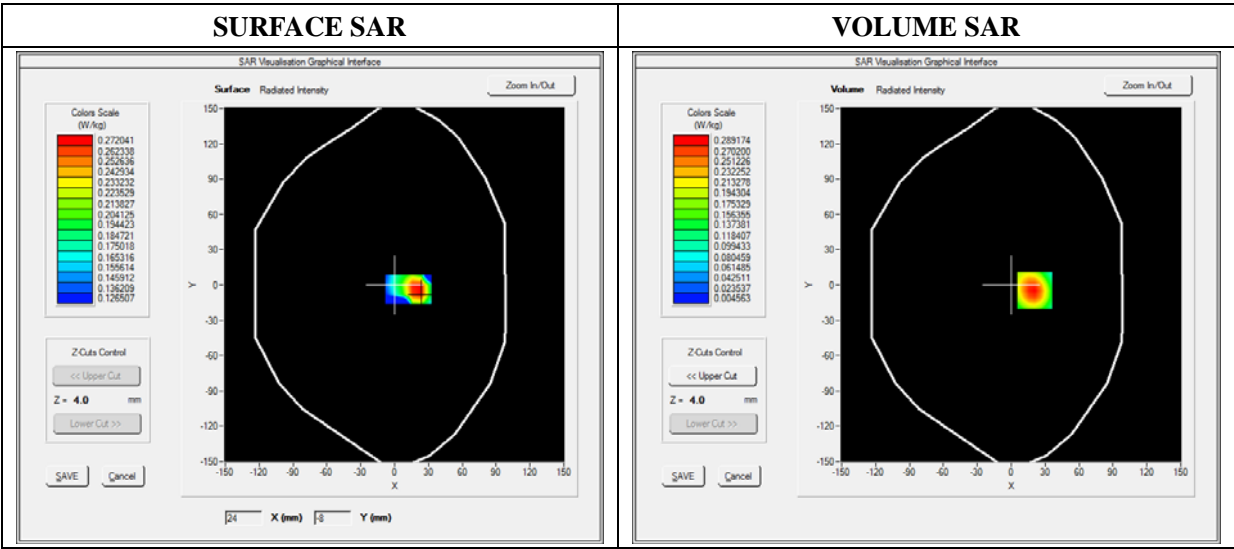 SURFACE SAR
VOLUME SAR
SAR Visualisation Graphical Interface
Surface Radiated Intensity
Zoom In/Out
Colors Scale
(W/kg)
0.272041
0.262338
0.252636
0.242934
0.233232
0.223529
0.213827
0.204125
0.194423
0.184721
0.175018
0.165316
0.155614
0.145912
0.136209
0.126507
Z-Cuts Control
<< Upper Cut
Z = 4.0 mm
Lower Cut >>
SAVE Cancel
150
120
90
60
30
0
-30
-60
-90
-120
-150
Y
-150 -120 -90 -60 -30 0 30 60 90 120 150
X
24 X (mm) -8 Y (mm)
SAR Visualisation Graphical Interface
Volume Radiated Intensity
Zoom In/Out
Colors Scale
(W/kg)
0.289174
0.270200
0.251226
0.232252
0.213278
0.194304
0.175329
0.156355
0.137381
0.118407
0.099433
0.080459
0.061485
0.042511
0.023537
0.004563
Z-Cuts Control
<< Upper Cut
Z = 4.0 mm
Lower Cut >>
SAVE Cancel
150
120
90
60
30
0
-30
-60
-90
-120
-150
Y
-150 -120 -90 -60 -30 0 30 60 90 120 150
X